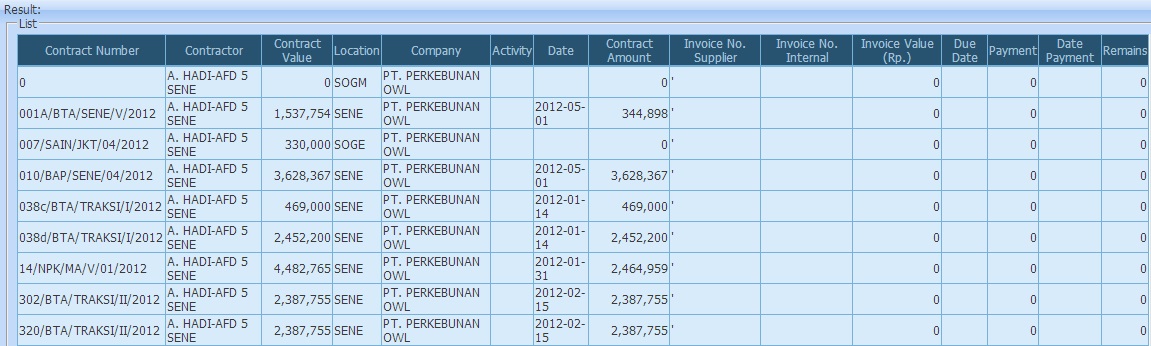 Result:
List
Contract Number Contractor Contract Value Location Company Activity Date Contract Amount Invoice No. Supplier Invoice No. Internal Invoice Value (Rp.) Due Date Payment Date Payment Remains
0 A. HADI-AFD 5 SENE 0 SOGM PT. PERKEBUNAN OWL 0 ' 0 0 0
001A/BTA/SENE/V/2012 A. HADI-AFD 5 SENE 1,537,754 SENE PT. PERKEBUNAN OWL 2012-05-01 344,898 ' 0 0 0
007/SAIN/JKT/04/2012 A. HADI-AFD 5 SENE 330,000 SOGE PT. PERKEBUNAN OWL 0 ' 0 0 0
010/BAP/SENE/04/2012 A. HADI-AFD 5 SENE 3,628,367 SENE PT. PERKEBUNAN OWL 2012-05-01 3,628,367 ' 0 0 0
038c/BTA/TRAKSI/I/2012 A. HADI-AFD 5 SENE 469,000 SENE PT. PERKEBUNAN OWL 2012-01-14 469,000 ' 0 0 0
038d/BTA/TRAKSI/I/2012 A. HADI-AFD 5 SENE 2,452,200 SENE PT. PERKEBUNAN OWL 2012-01-14 2,452,200 ' 0 0 0
14/NPK/MA/V/01/2012 A. HADI-AFD 5 SENE 4,482,765 SENE PT. PERKEBUNAN OWL 2012-01-31 2,464,959 ' 0 0 0
302/BTA/TRAKSI/II/2012 A. HADI-AFD 5 SENE 2,387,755 SENE PT. PERKEBUNAN OWL 2012-02-15 2,387,755 ' 0 0 0
320/BTA/TRAKSI/II/2012 A. HADI-AFD 5 SENE 2,387,755 SENE PT. PERKEBUNAN OWL 2012-02-15 2,387,755 ' 0 0 0